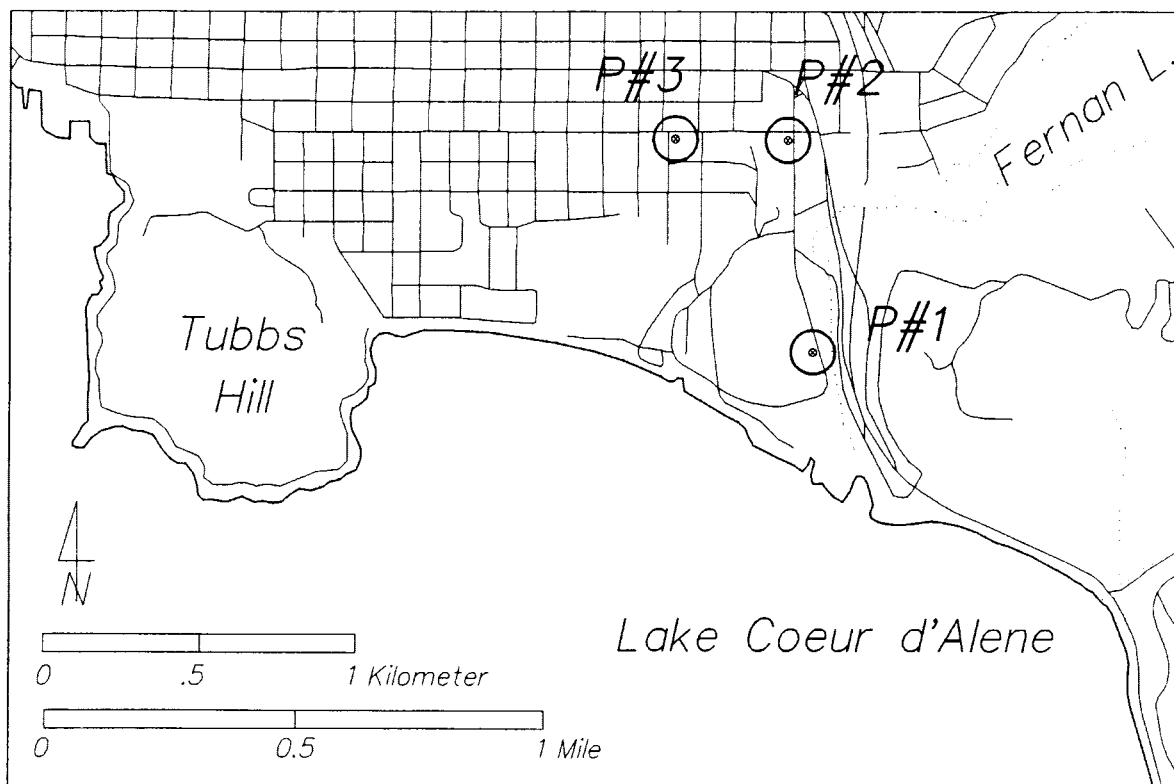 P#3
P#2
Fernan L.
P#1
Tubbs
Hill
N
Lake Coeur d'Alene
0 .5 1 Kilometer
0 0.5 1 Mile